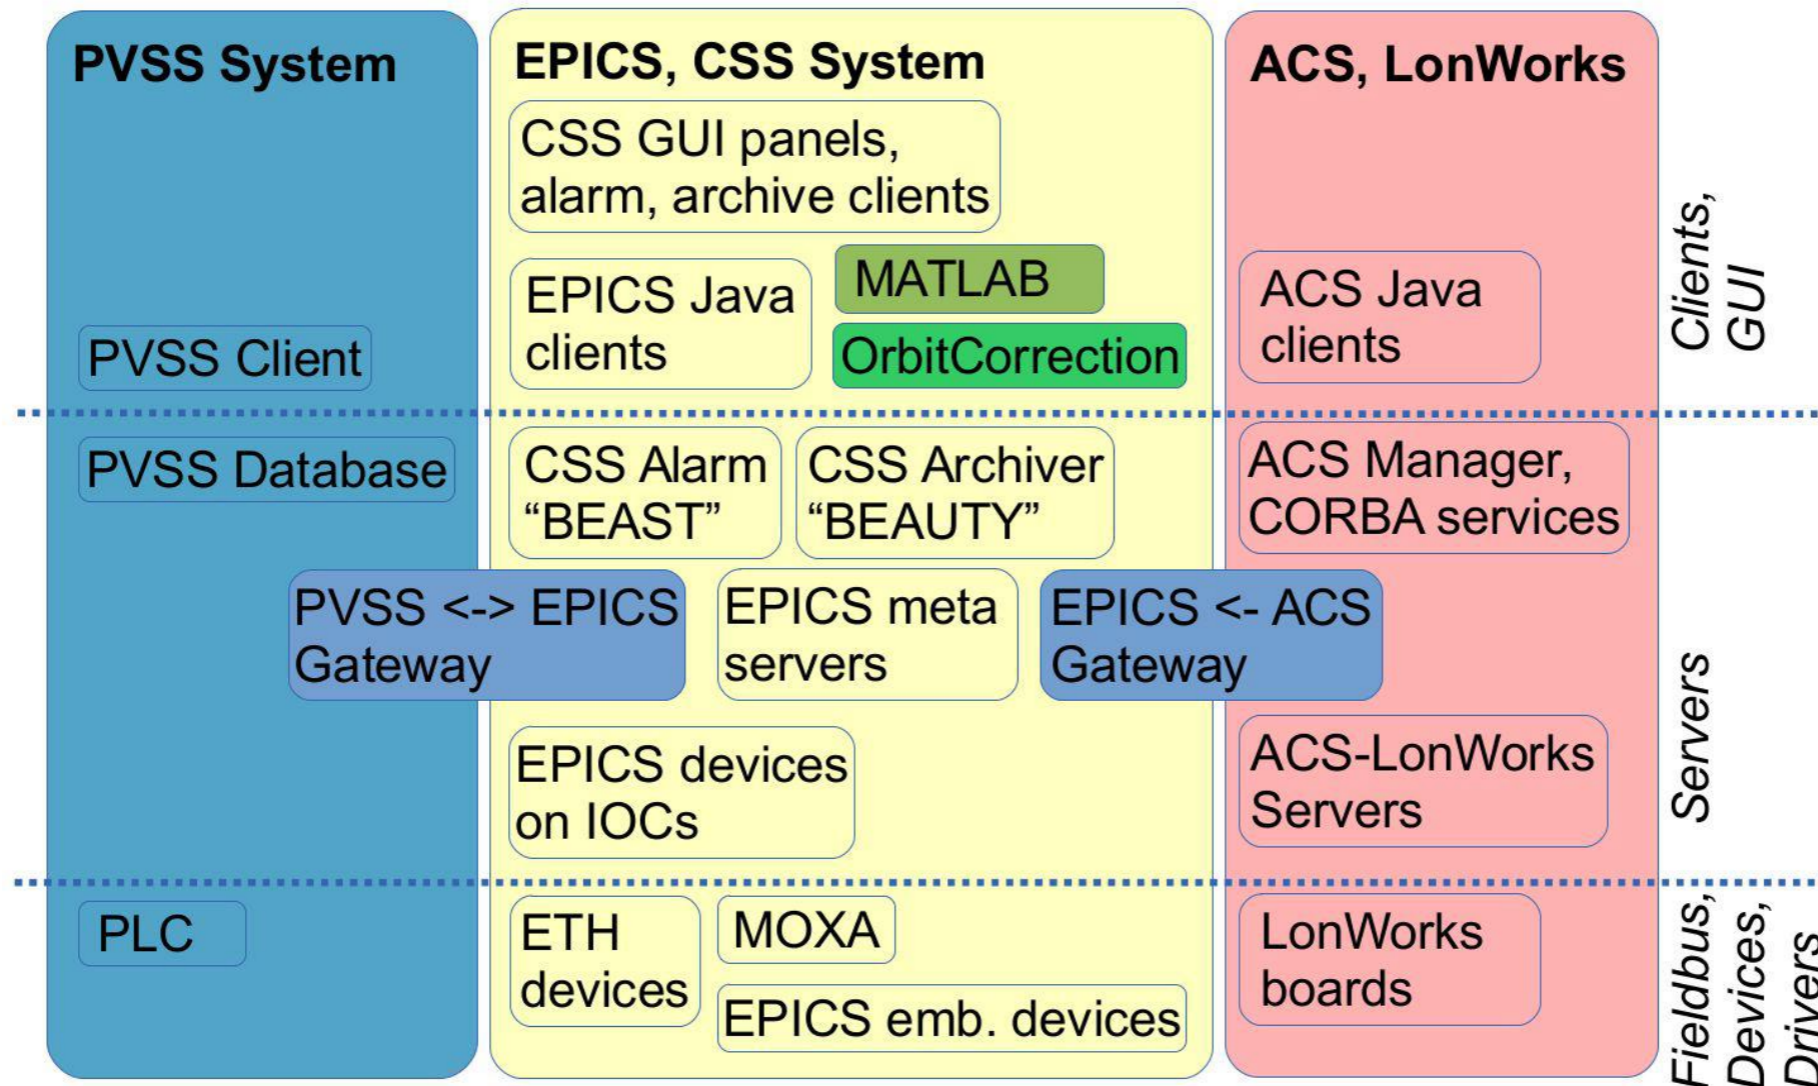 PVSS System
PVSS Client
PVSS Database
PVSS <-> EPICS
Gateway
PLC
EPICS, CSS System
CSS GUI panels,
alarm, archive clients
EPICS Java
clients
MATLAB
OrbitCorrection
CSS Alarm
“BEAST”
CSS Archiver
“BEAUTY”
EPICS meta
servers
EPICS <- ACS
Gateway
EPICS devices
on IOCs
ETH
devices
MOXA
EPICS emb. devices
ACS, LonWorks
ACS Java
clients
ACS Manager,
CORBA services
ACS-LonWorks
Servers
LonWorks
boards
Clients,
GUI
Servers
Fieldbus,
Devices,
Drivers